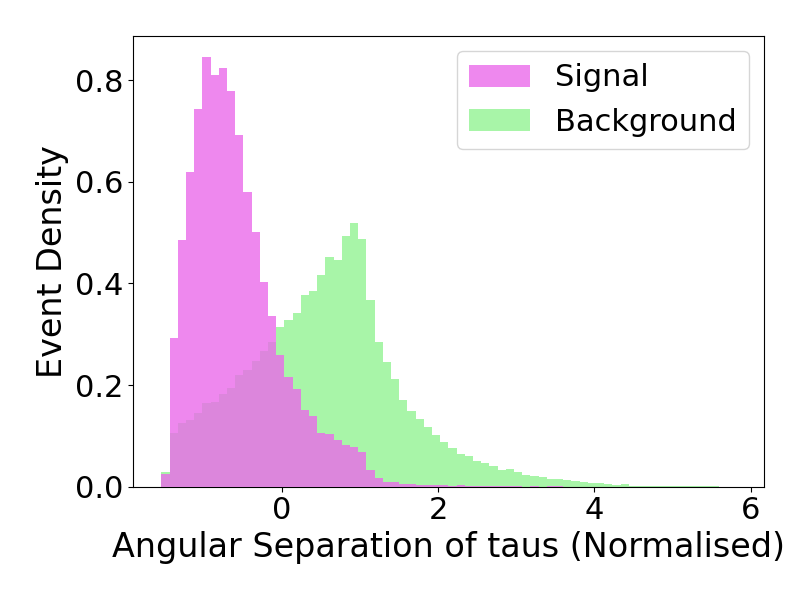 Signal
Background
Event Density
0.8
0.6
0.4
0.2
0.0
0 2 4 6
Angular Separation of taus (Normalised)